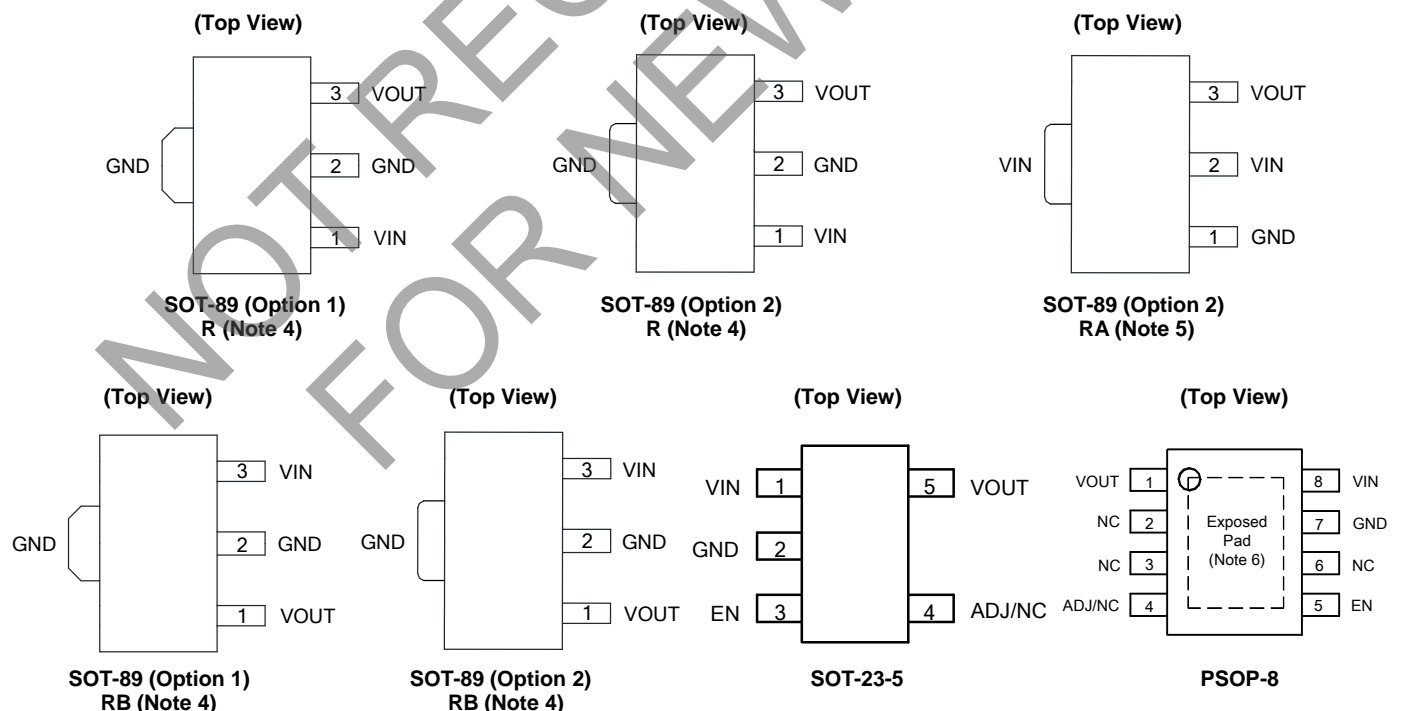 (Top View)
3 VOUT
GND
2 GND
1 VIN
SOT-89 (Option 1)
R (Note 4)
(Top View)
3 VOUT
GND
2 GND
1 VIN
SOT-89 (Option 2)
R (Note 4)
(Top View)
3 VOUT
VIN
2 VIN
1 GND
SOT-89 (Option 2)
RA (Note 5)
(Top View)
3 VIN
GND
2 GND
1 VOUT
SOT-89 (Option 1)
RB (Note 4)
(Top View)
3 VIN
GND
2 GND
1 VOUT
SOT-89 (Option 2)
RB (Note 4)
(Top View)
VIN 1
5 VOUT
GND 2
EN 3
4 ADJ/NC
SOT-23-5
(Top View)
VOUT 1
8 VIN
NC 2
7 GND
NC 3
6 NC
ADJ/NC 4
5 EN
Exposed
Pad
(Note 6)
PSOP-8
NOT
FOR NEW